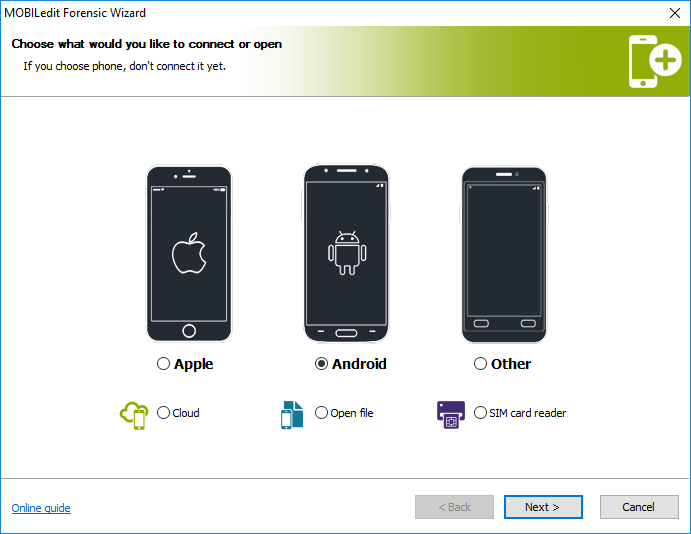 MOBILedit Forensic Wizard
Choose what would you like to connect or open
If you choose phone, don't connect it yet.
Apple
Android
Other
Cloud
Open file
SIM card reader
Online guide
< Back
Next >
Cancel